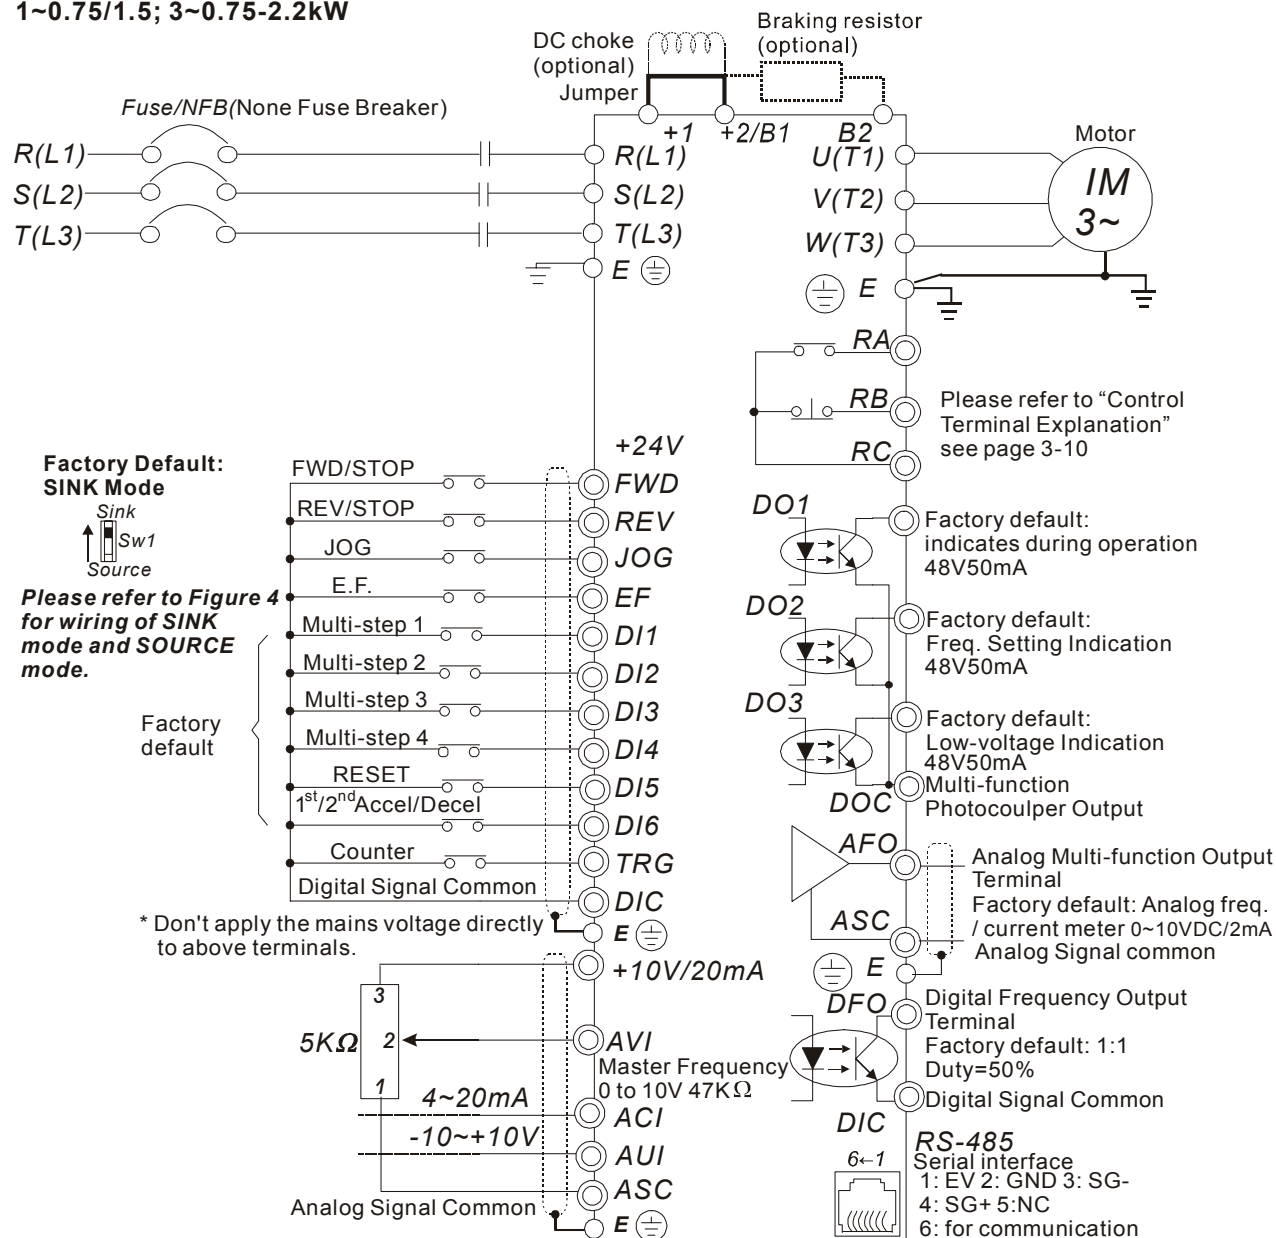 1~0.75/1.5; 3~0.75-2.2kW
DC choke
(optional)
Jumper
Braking resistor
(optional)
Fuse/NFB(None Fuse Breaker)
+1
+2/B1
B2
Motor
R(L1)
R(L1)
U(T1)
IM
3~
S(L2)
S(L2)
V(T2)
T(L3)
T(L3)
W(T3)
E
E
RA
RB
RC
Please refer to “Control
Terminal Explanation”
see page 3-10
Factory Default:
SINK Mode
Sink
Sw1
Source
Please refer to Figure 4
for wiring of SINK
mode and SOURCE
mode.
Factory
default
+24V
FWD/STOP
FWD
REV/STOP
REV
JOG
JOG
E.F.
EF
Multi-step 1
DI1
Multi-step 2
DI2
Multi-step 3
DI3
Multi-step 4
DI4
RESET
DI5
1st/2nd Accel/Decel
DI6
Counter
TRG
Digital Signal Common
DIC
* Don't apply the mains voltage directly
to above terminals.
E
DO1
Factory default:
indicates during operation
48V50mA
DO2
Factory default:
Freq. Setting Indication
48V50mA
DO3
Factory default:
Low-voltage Indication
48V50mA
DOC
Multi-function
Photocoulper Output
AFO
Analog Multi-function Output
Terminal
Factory default: Analog freq.
/ current meter 0~10VDC/2mA
ASC
Analog Signal common
E
+10V/20mA
3
5KΩ
2
1
AVI
Master Frequency
0 to 10V 47KΩ
4~20mA
ACI
-10~+10V
AUI
ASC
Analog Signal Common
E
DFO
Digital Frequency Output
Terminal
Factory default: 1:1
Duty=50%
DIC
Digital Signal Common
RS-485
Serial interface
6←1
1: EV 2: GND 3: SG-
4: SG+ 5:NC
6: for communication